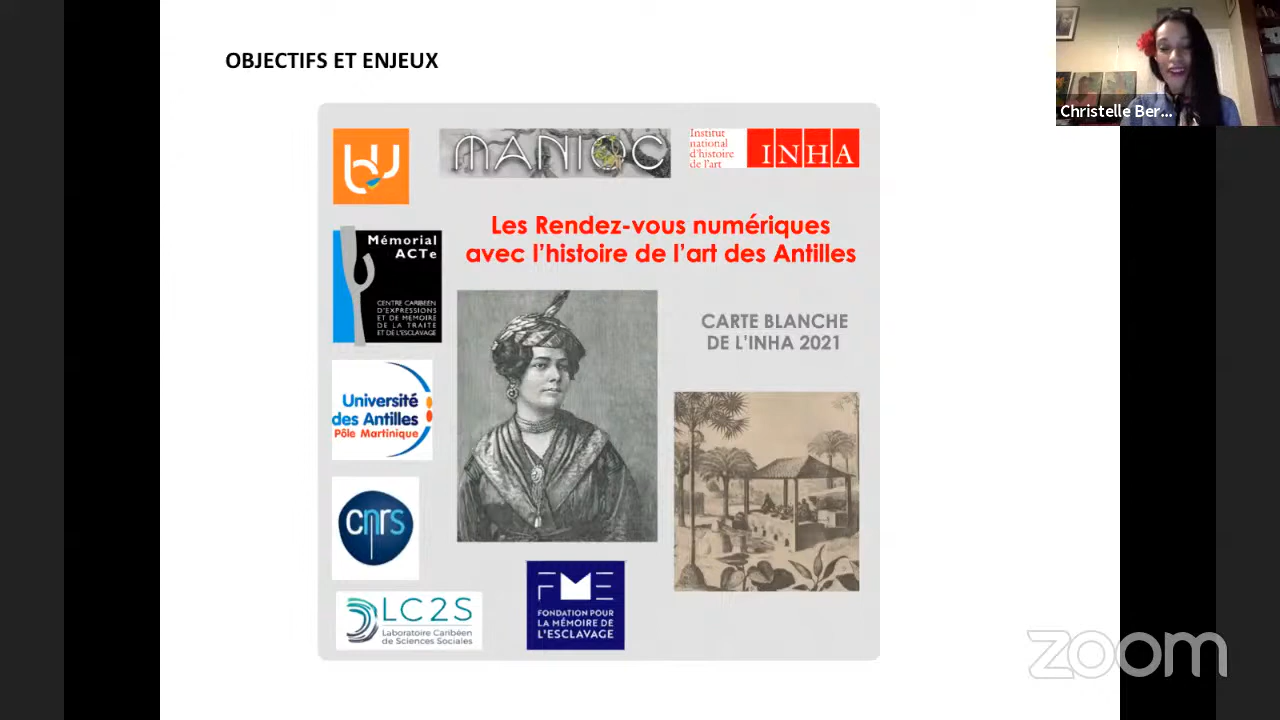 OBJECTIFS ET ENJEUX
Christelle Ber...
MANIOC
Institut
national
d'histoire
de l'art
INHA
Les Rendez-vous numériques
avec l'histoire de l'art des Antilles
Mémorial
ACTe
CENTRE CARIBÉEN
D'EXPRESSIONS
ET DE MÉMOIRE
DE LA TRAITE
ET DE L'ESCLAVAGE
CARTE BLANCHE
DE L'INHA 2021
Université
des Antilles
Pôle Martinique
cnrs
LC2S
Laboratoire Caribéen
de Sciences Sociales
FME
FONDATION POUR
LA MÉMOIRE DE
L'ESCLAVAGE
zoom